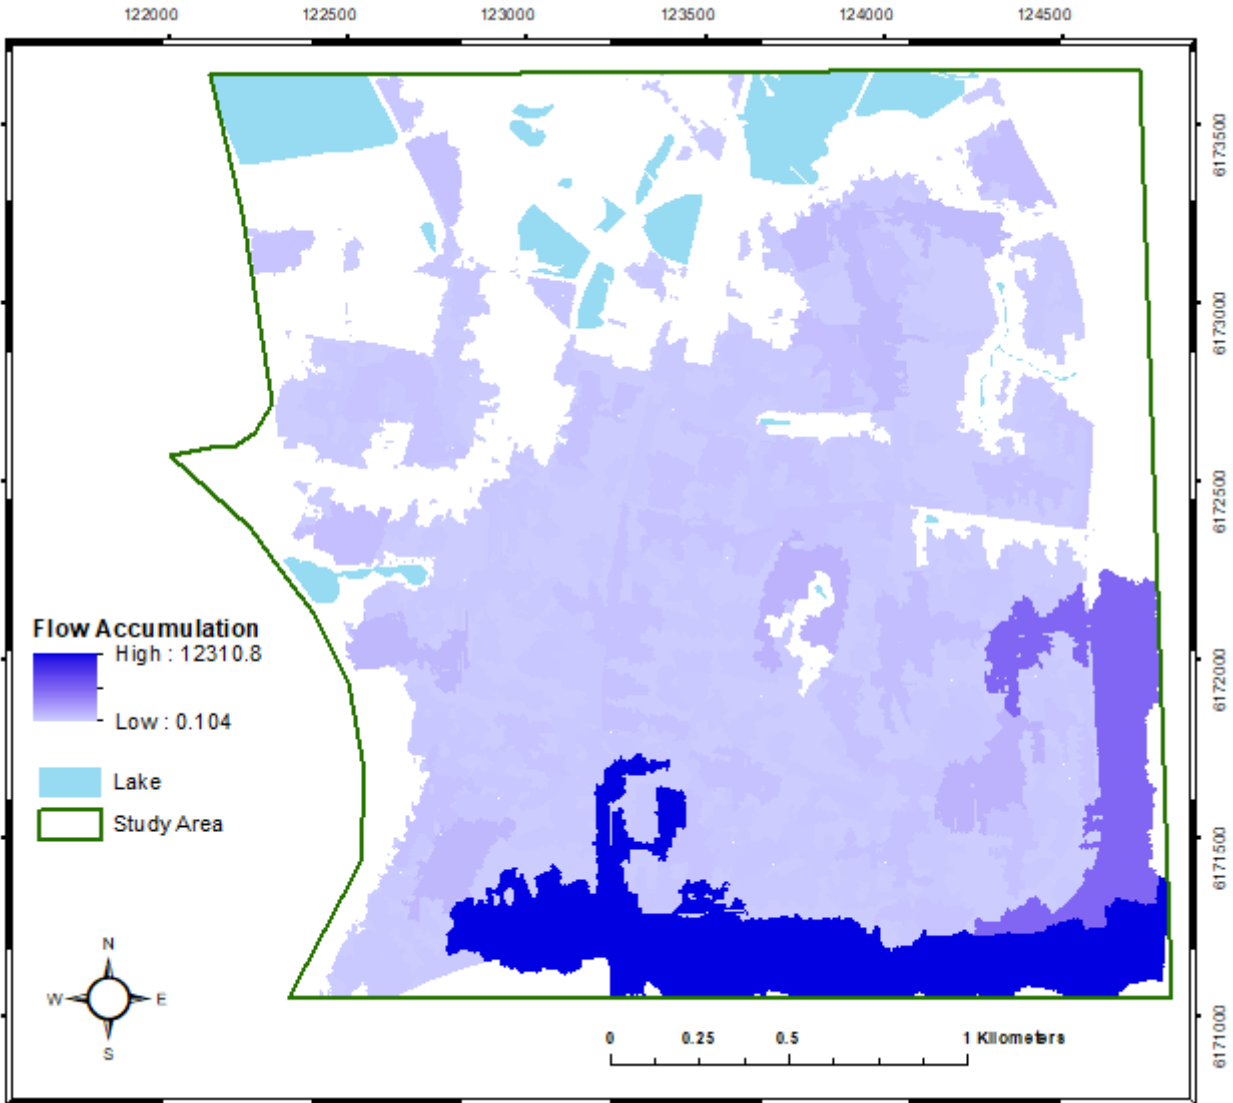 122000 122500 123000 123500 124000 124500
6173500
6173000
6172500
6172000
6171500
6171000
Flow Accumulation
High : 12310.8
Low : 0.104
Lake
Study Area
N
W E
S
0 0.25 0.5 1 Kilometers